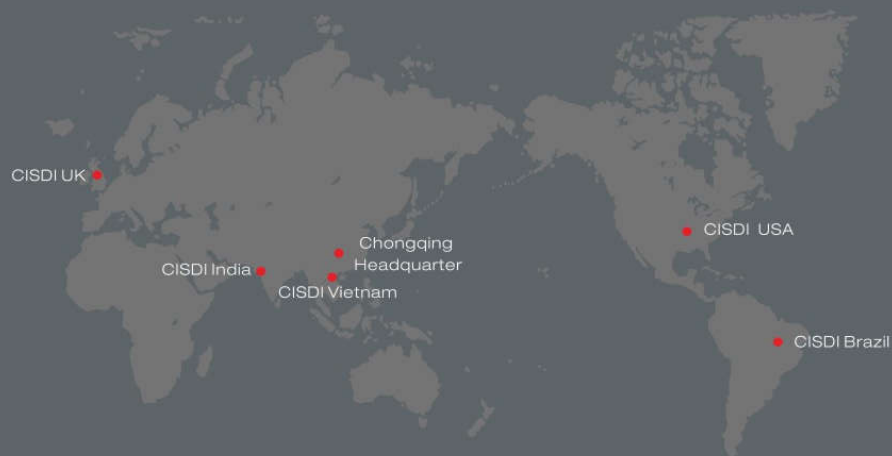 CISDI UK
CISDI USA
Chongqing
Headquarter
CISDI India
CISDI Vietnam
CISDI Brazil